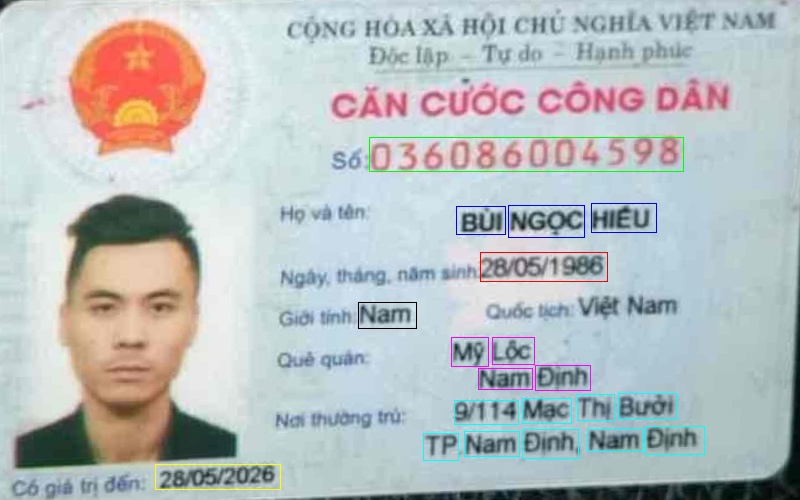 CỘNG HÒA XÃ HỘI CHỦ NGHĨA VIỆT NAM
Độc lập - Tự do - Hạnh phúc
CĂN CƯỚC CÔNG DÂN
Số: 036086004598
Họ và tên: BÙI NGỌC HIẾU
Ngày, tháng, năm sinh: 28/05/1986
Giới tính: Nam Quốc tịch: Việt Nam
Quê quán: Mỹ Lộc
Nam Định
Nơi thường trú: 9/114 Mạc Thị Bưởi
TP. Nam Định, Nam Định
Có giá trị đến: 28/05/2026